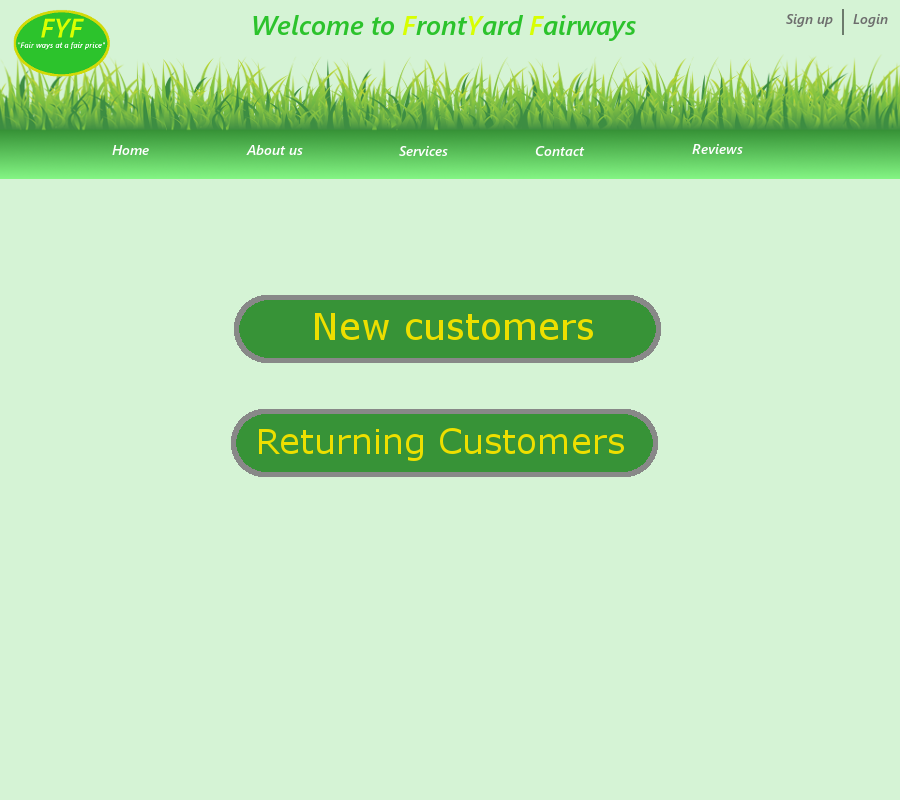 FYF
"Fair ways at a fair price"
Welcome to FrontYard Fairways
Sign up
Login
Home
About us
Services
Contact
Reviews
New customers
Returning Customers